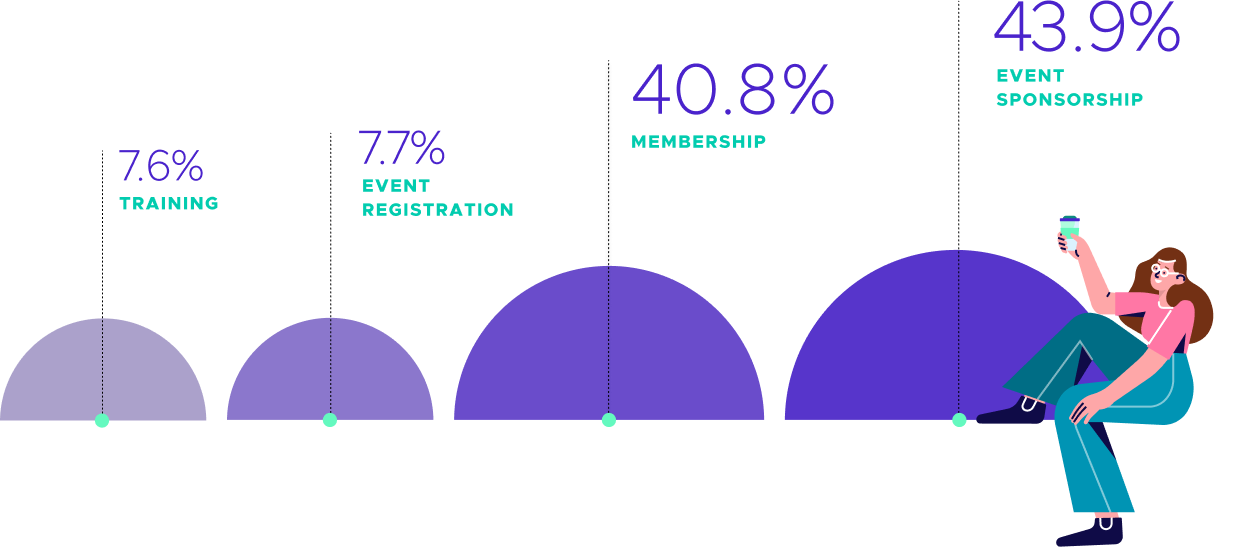 7.6%
TRAINING
7.7%
EVENT
REGISTRATION
40.8%
MEMBERSHIP
43.9%
EVENT
SPONSORSHIP